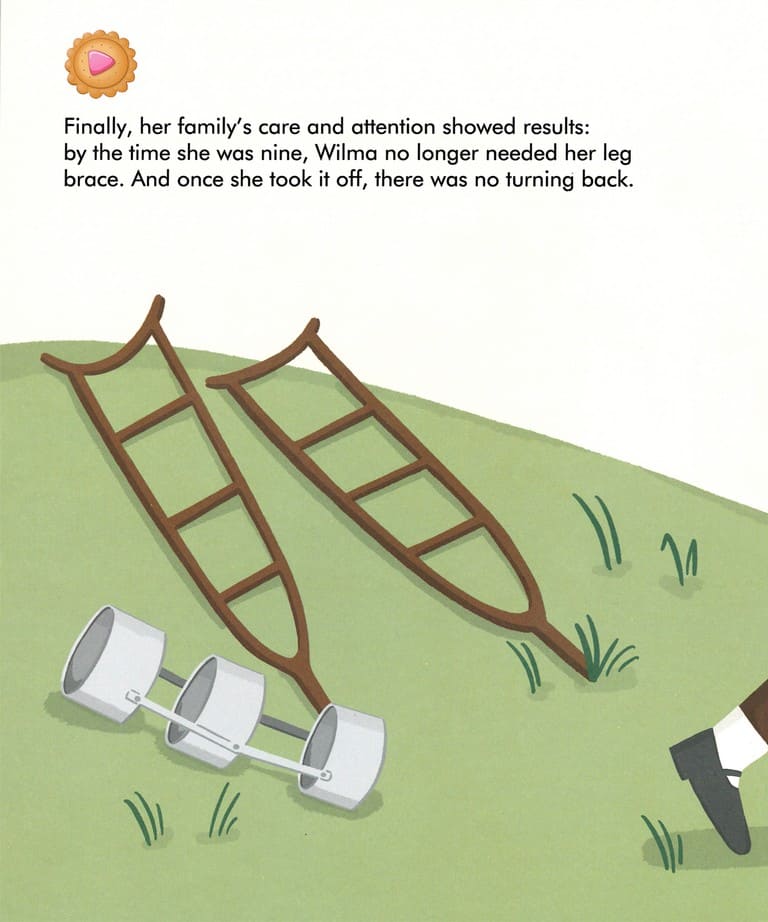 Finally, her family’s care and attention showed results:
by the time she was nine, Wilma no longer needed her leg
brace. And once she took it off, there was no turning back.